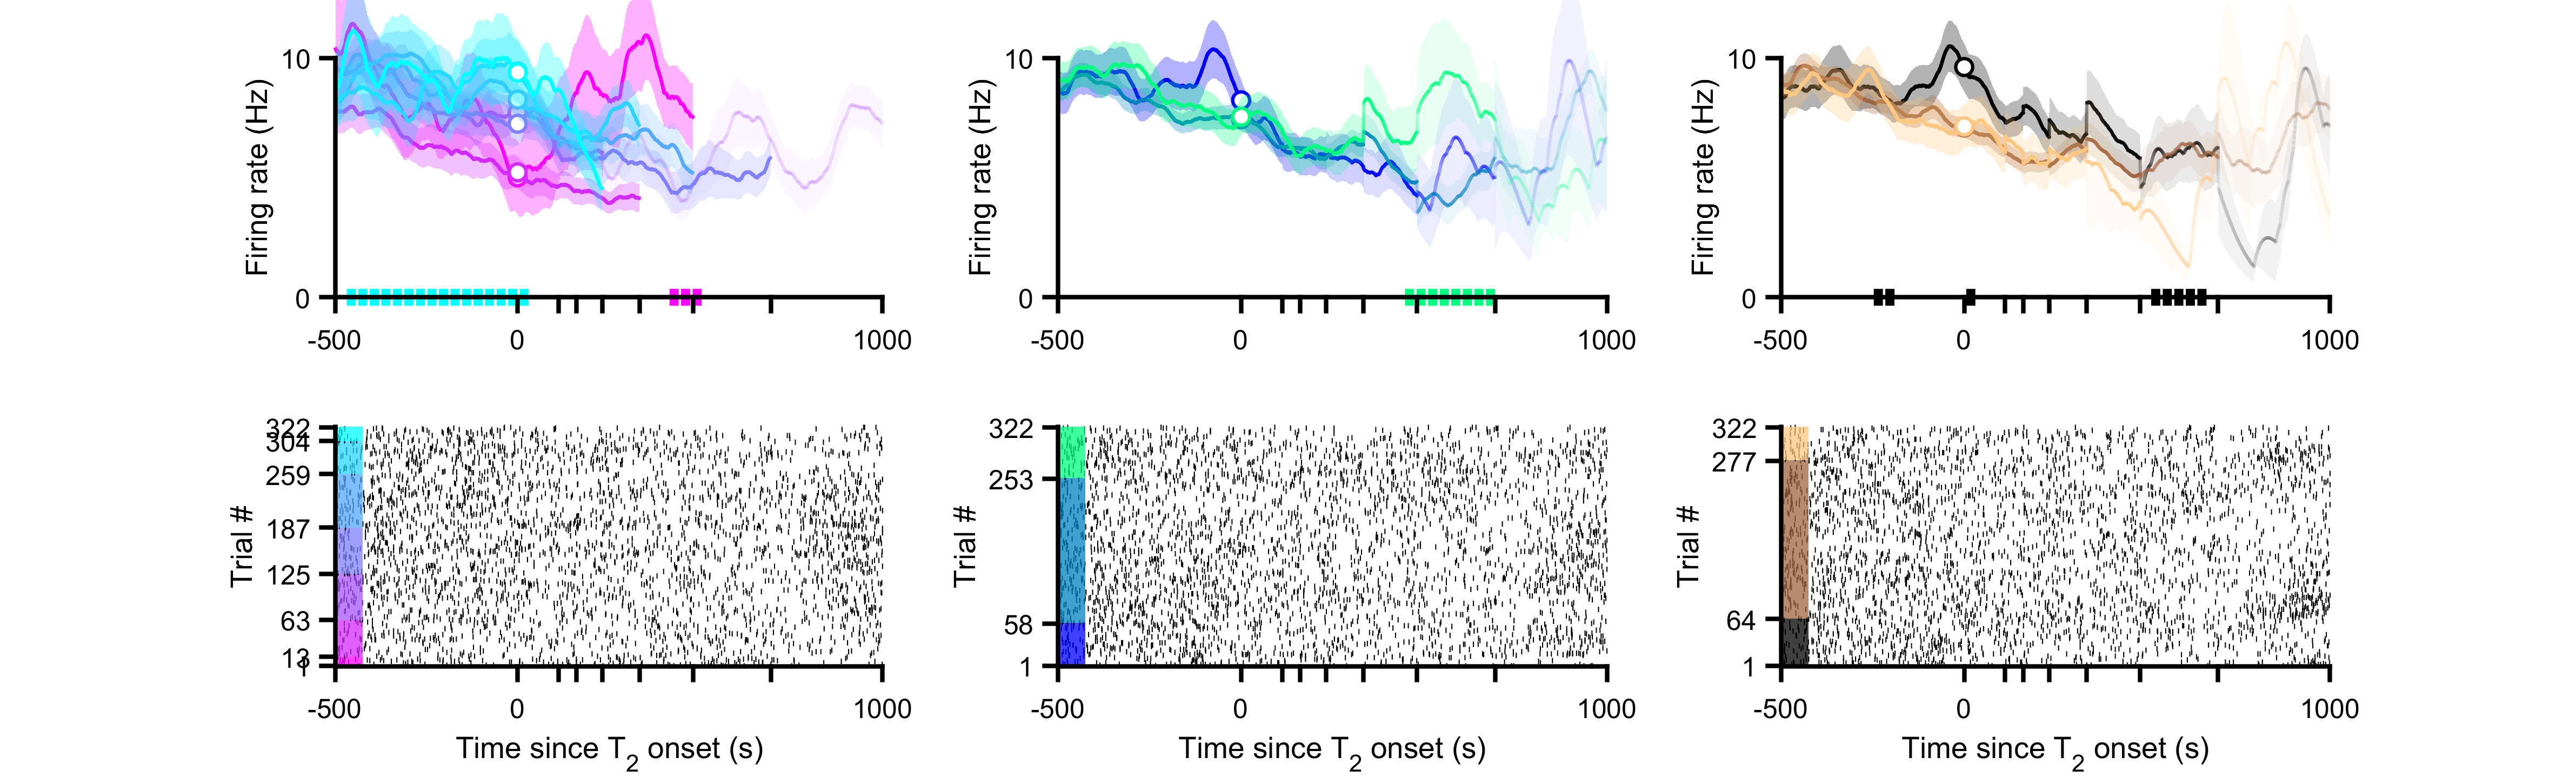 10 10 10
Firing rate (Hz) Firing rate (Hz) Firing rate (Hz)
0 0 0
-500 0 1000 -500 0 1000 -500 0 1000
322 322 322
304
259 253 277
Trial # Trial # Trial #
187
125
63 58 64
13
1 1 1
-500 0 1000 -500 0 1000 -500 0 1000
Time since T2 onset (s) Time since T2 onset (s) Time since T2 onset (s)